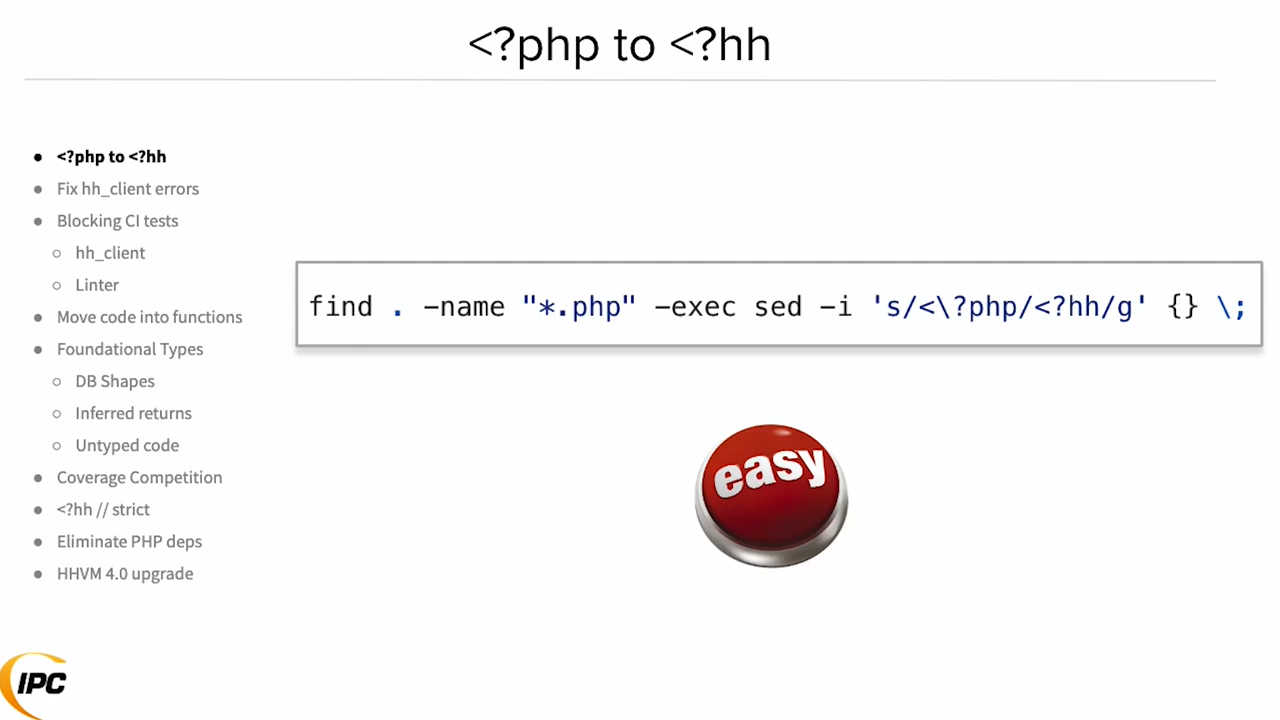 <?php to <?hh
● <?php to <?hh
● Fix hh_client errors
● Blocking CI tests
○ hh_client
○ Linter
● Move code into functions
● Foundational Types
○ DB Shapes
○ Inferred returns
○ Untyped code
● Coverage Competition
● <?hh // strict
● Eliminate PHP deps
● HHVM 4.0 upgrade
find . -name "*.php" -exec sed -i 's/<\?php/<?hh/g' {} \;
easy
IPC